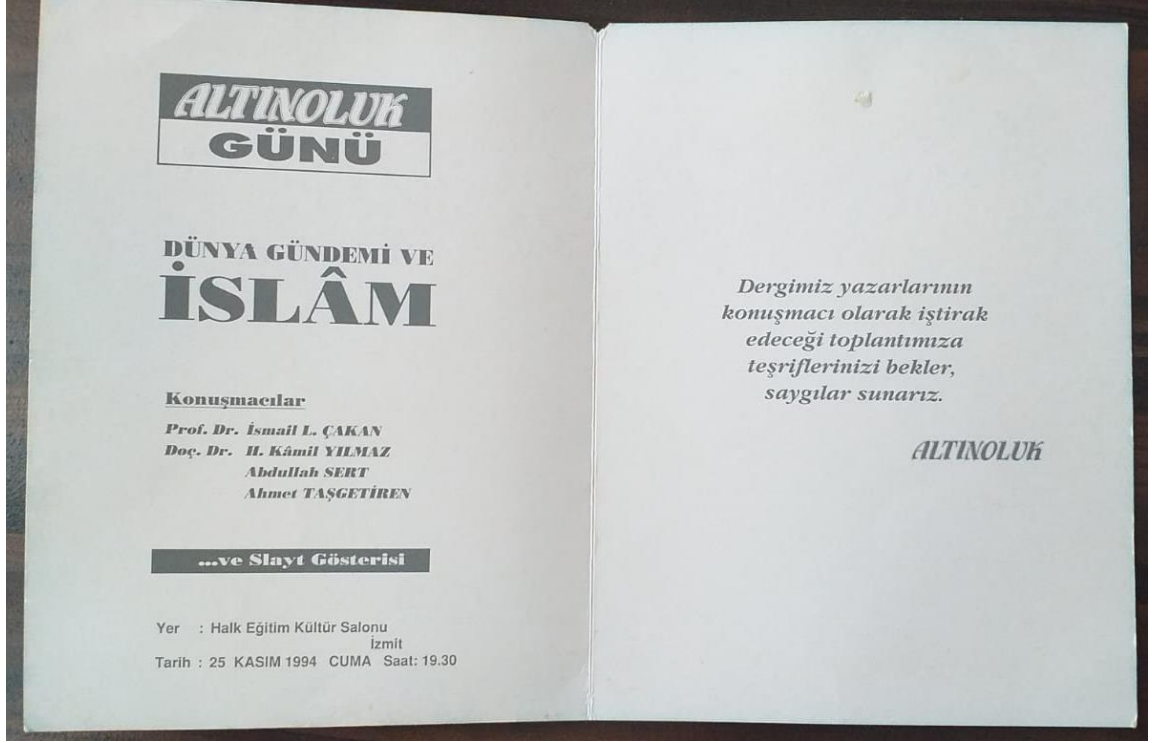 ALTINOLUK
GÜNÜ
DÜNYA GÜNDEMİ VE
İSLÂM
Konuşmacılar
Prof. Dr. İsmail L. ÇAKAN
Doç. Dr. H. Kâmil YILMAZ
Abdullah SERT
Ahmet TAŞGETİREN
...ve Slayt Gösterisi
Yer : Halk Eğitim Kültür Salonu
İzmit
Tarih : 25 KASIM 1994 CUMA Saat: 19.30
Dergimiz yazarlarının
konuşmacı olarak iştirak
edeceği toplantımıza
teşriflerinizi bekler,
saygılar sunarız.
ALTINOLUK